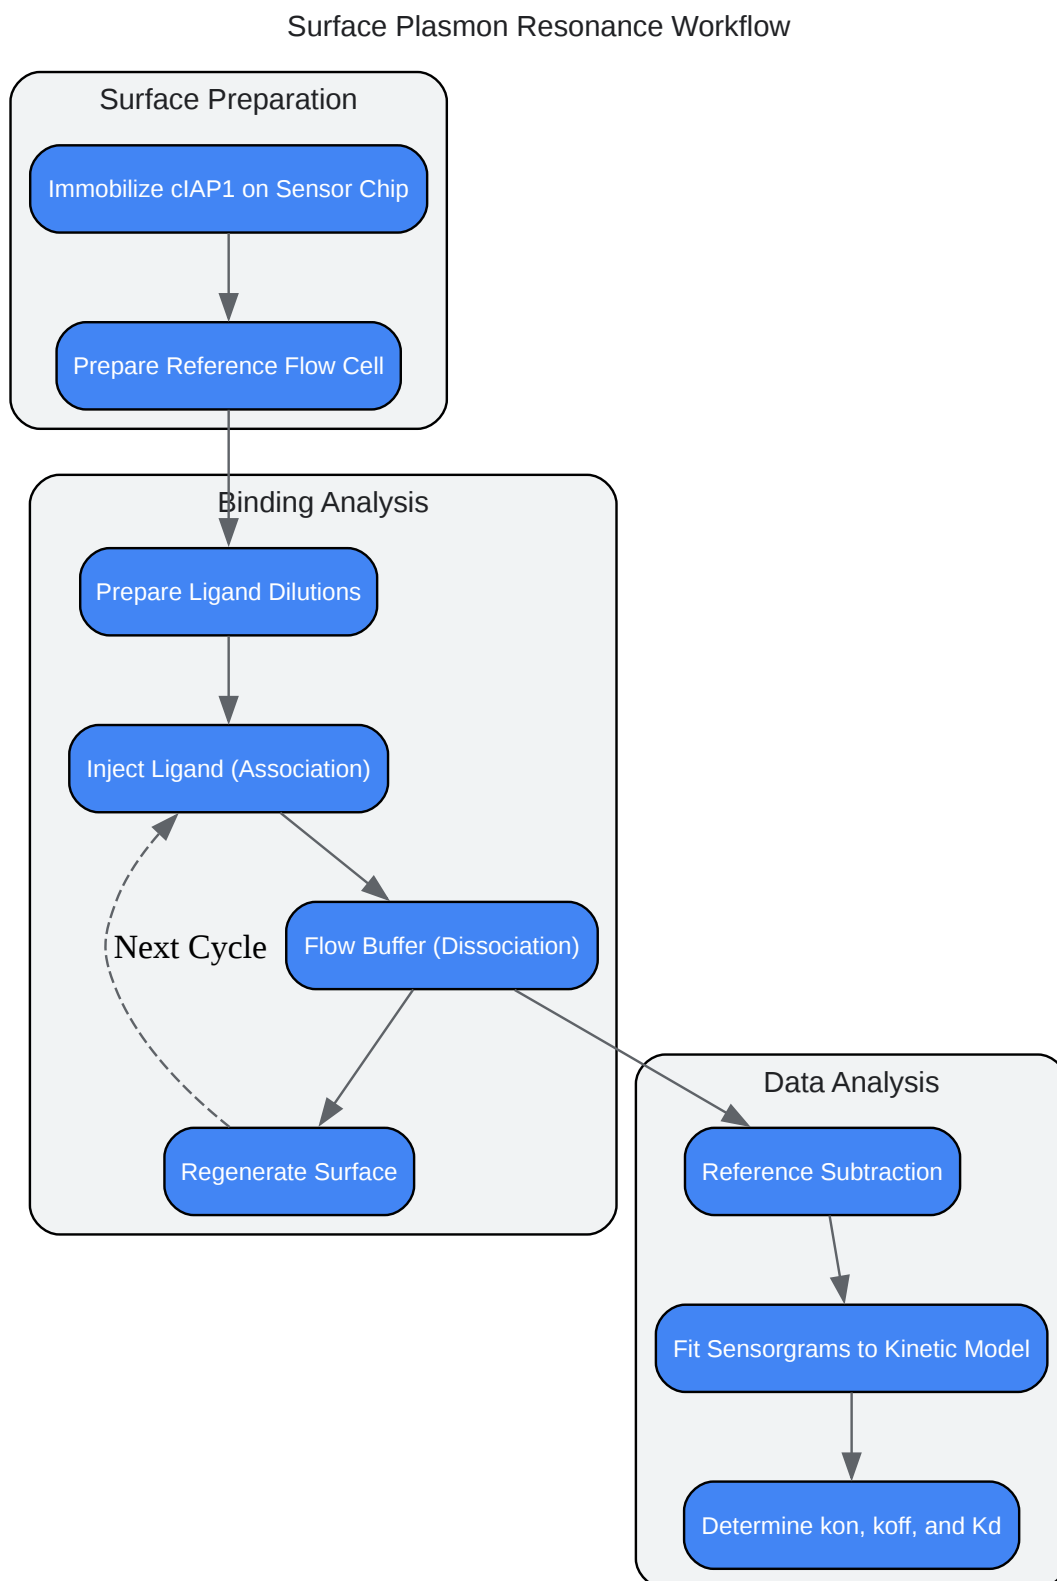 Surface Plasmon Resonance Workflow
Surface Preparation
Immobilize cIAP1 on Sensor Chip
Prepare Reference Flow Cell
Binding Analysis
Prepare Ligand Dilutions
Inject Ligand (Association)
Next Cycle
Flow Buffer (Dissociation)
Regenerate Surface
Data Analysis
Reference Subtraction
Fit Sensorgrams to Kinetic Model
Determine kon, koff, and Kd